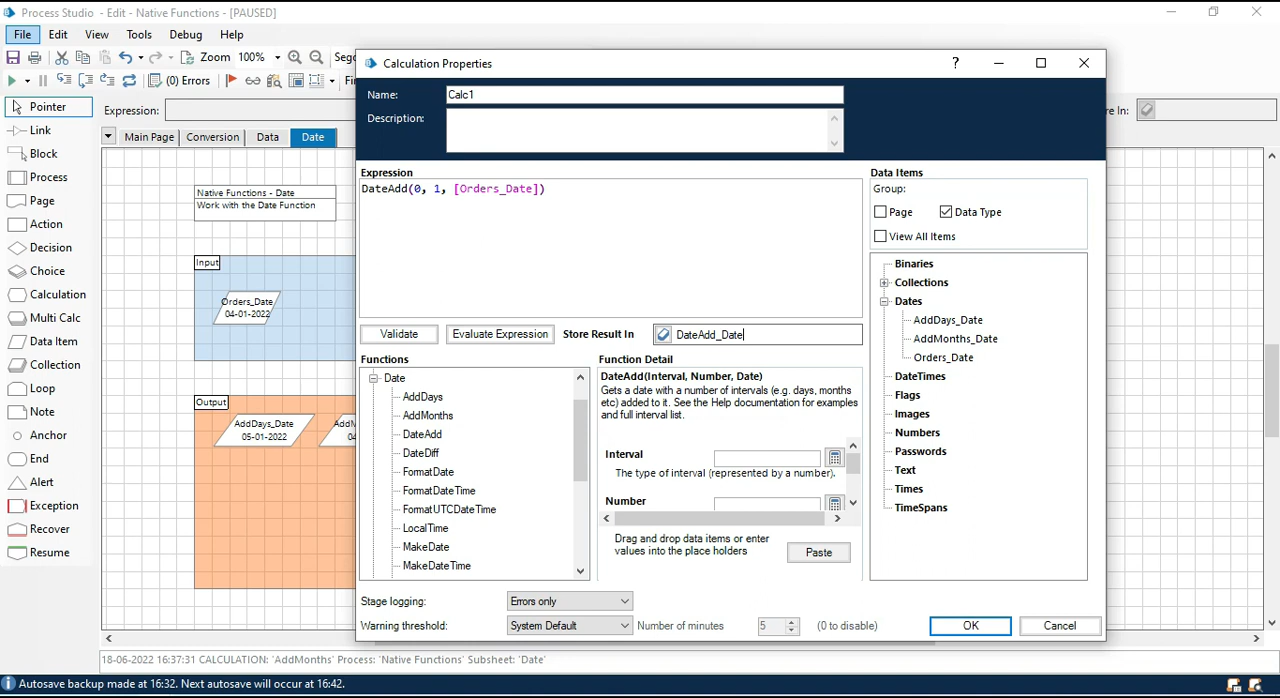 Process Studio - Edit - Native Functions - [PAUSED]
File Edit View Tools Debug Help
Zoom 100% Sego
(0) Errors Fin
Pointer
Link
Block
Process
Page
Action
Decision
Choice
Calculation
Multi Calc
Data Item
Collection
Loop
Note
Anchor
End
Alert
Exception
Recover
Resume
Expression:
re In:
Main Page Conversion Data Date
Native Functions - Date
Work with the Date Function
Input
Orders_Date
04-01-2022
Output
AddDays_Date
05-01-2022
AddM
04
Calculation Properties
?
Name: Calc1
Description:
Expression
DateAdd(0, 1, [Orders_Date])
Validate Evaluate Expression Store Result In DateAdd_Date
Functions
Date
AddDays
AddMonths
DateAdd
DateDiff
FormatDate
FormatDateTime
FormatUTCDateTime
LocalTime
MakeDate
MakeDateTime
Function Detail
DateAdd(Interval, Number, Date)
Gets a date with a number of intervals (e.g. days, months
etc) added to it. See the Help documentation for examples
and full interval list.
Interval
The type of interval (represented by a number).
Number
Drag and drop data items or enter
values into the place holders
Paste
Data Items
Group:
Page Data Type
View All Items
Binaries
Collections
Dates
AddDays_Date
AddMonths_Date
Orders_Date
DateTimes
Flags
Images
Numbers
Passwords
Text
Times
TimeSpans
Stage logging: Errors only
Warning threshold: System Default Number of minutes 5 (0 to disable)
OK Cancel
18-06-2022 16:37:31 CALCULATION: 'AddMonths' Process: 'Native Functions' Subsheet: 'Date'
Autosave backup made at 16:32. Next autosave will occur at 16:42.